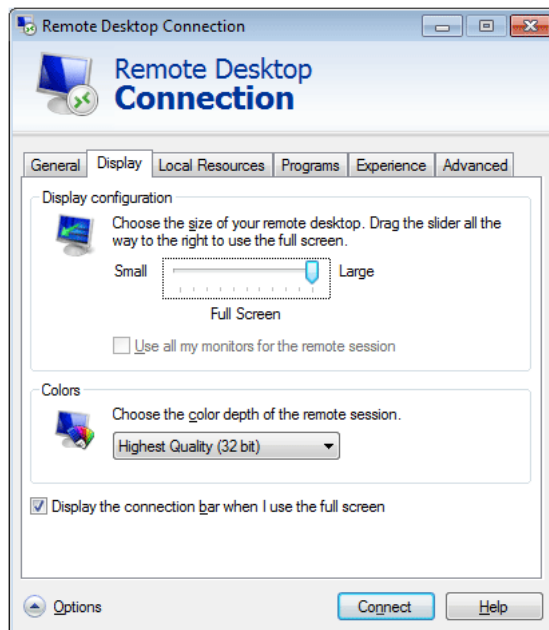 Remote Desktop Connection
Remote Desktop
Connection
General Display Local Resources Programs Experience Advanced
Display configuration
Choose the size of your remote desktop. Drag the slider all the
way to the right to use the full screen.
Small Large
Full Screen
Use all my monitors for the remote session
Colors
Choose the color depth of the remote session.
Highest Quality (32 bit)
Display the connection bar when I use the full screen
Options Connect Help